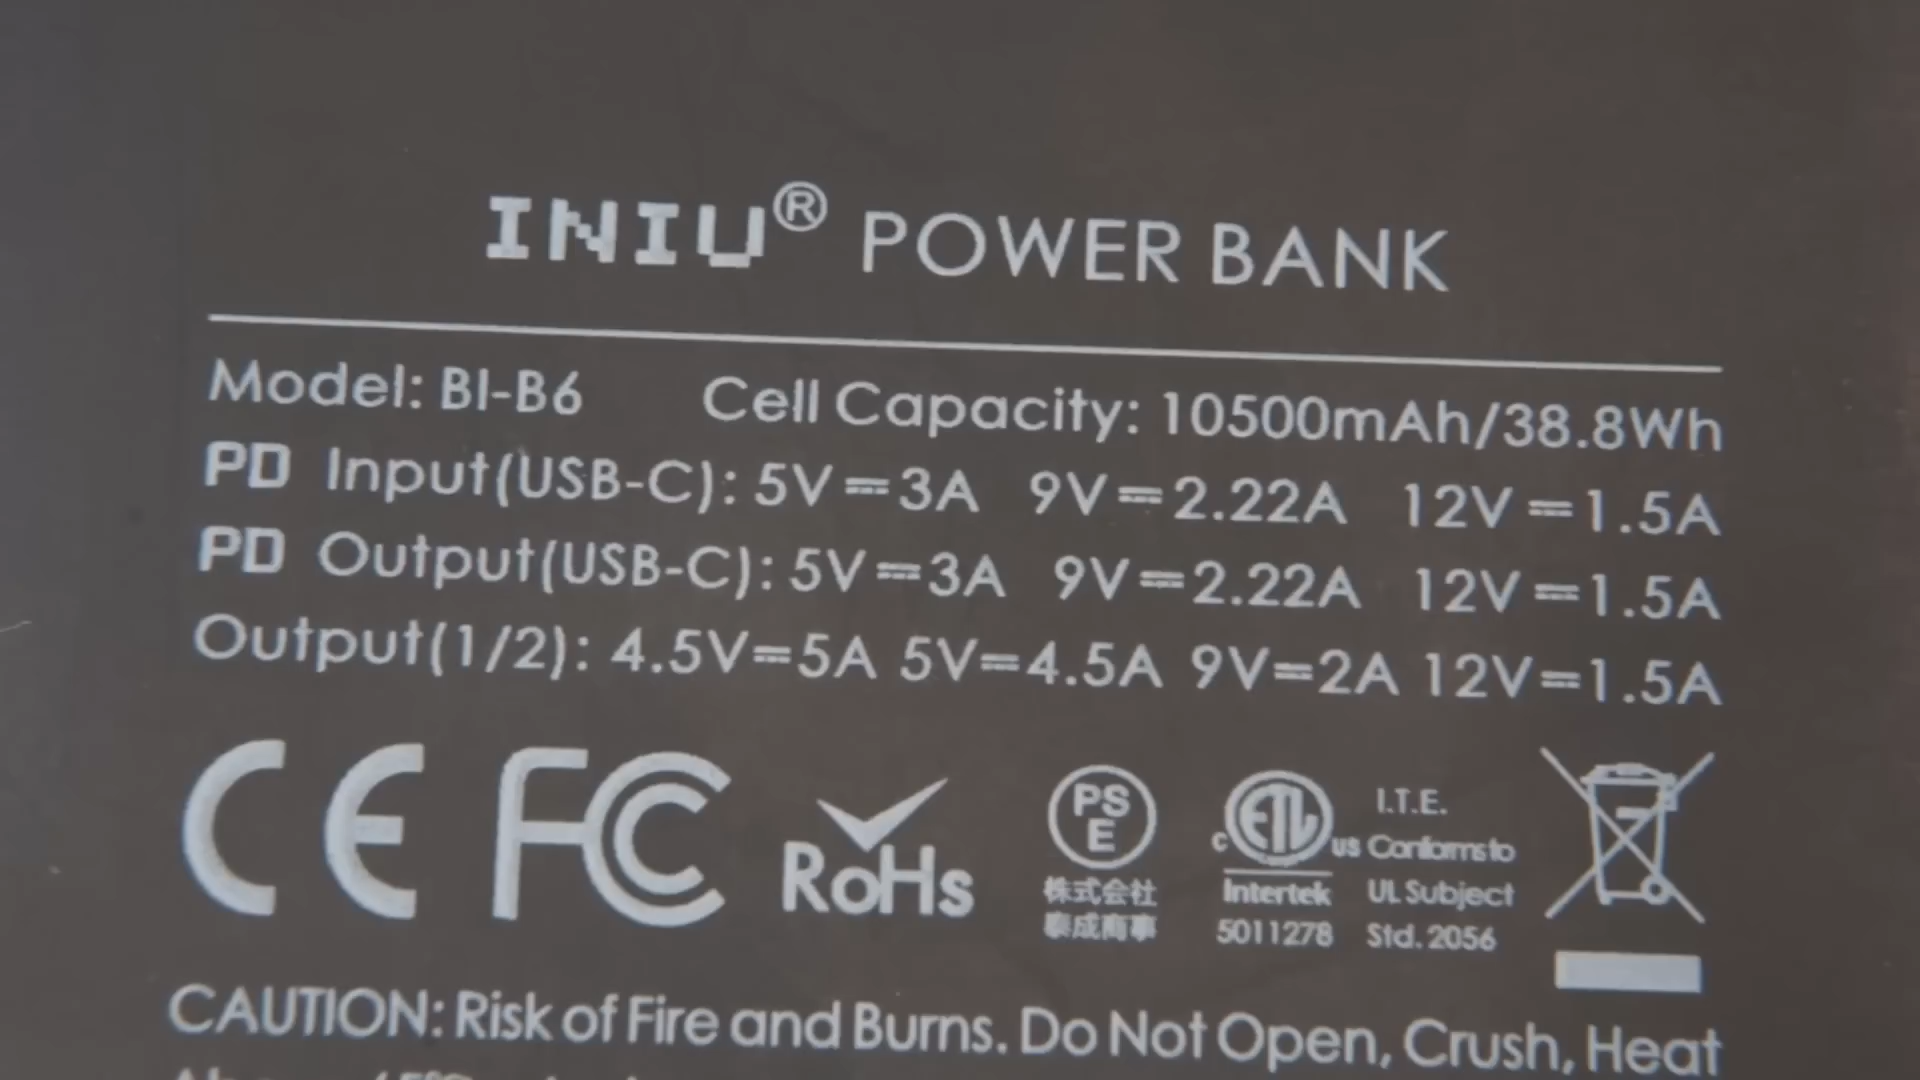 INIU® POWER BANK
Model: BI-B6 Cell Capacity: 10500mAh/38.8Wh
PD Input(USB-C): 5V⎓3A 9V⎓2.22A 12V⎓1.5A
PD Output(USB-C): 5V⎓3A 9V⎓2.22A 12V⎓1.5A
Output(1/2): 4.5V⎓5A 5V⎓4.5A 9V⎓2A 12V⎓1.5A
CE FC RoHS
PS
E
株式会社
泰成商事
c ETL us
Intertek
5011278
I.T.E.
Conforms to
UL Subject
Std. 2056
CAUTION: Risk of Fire and Burns. Do Not Open, Crush, Heat